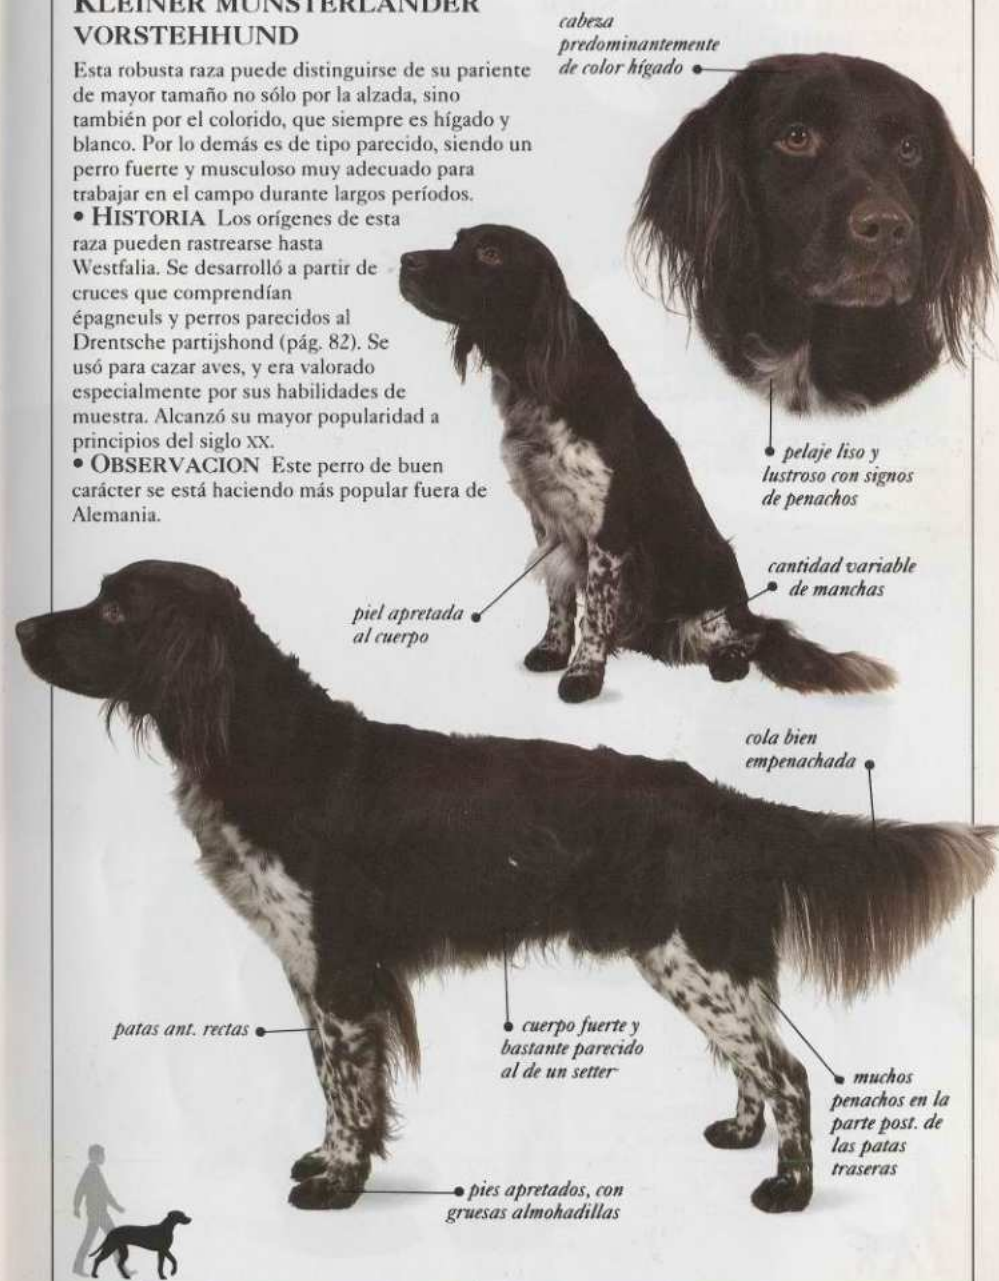 KLEINER MÜNSTERLÄNDER
VORSTEHHUND
Esta robusta raza puede distinguirse de su pariente
de mayor tamaño no sólo por la alzada, sino
también por el colorido, que siempre es hígado y
blanco. Por lo demás es de tipo parecido, siendo un
perro fuerte y musculoso muy adecuado para
trabajar en el campo durante largos períodos.
• HISTORIA Los orígenes de esta
raza pueden rastrearse hasta
Westfalia. Se desarrolló a partir de
cruces que comprendían
épagneuls y perros parecidos al
Drentsche partijshond (pág. 82). Se
usó para cazar aves, y era valorado
especialmente por sus habilidades de
muestra. Alcanzó su mayor popularidad a
principios del siglo XX.
• OBSERVACION Este perro de buen
carácter se está haciendo más popular fuera de
Alemania.
cabeza
predominantemente
de color hígado
pelaje liso y
lustroso con signos
de penachos
cantidad variable
de manchas
piel apretada
al cuerpo
cola bien
empenachada
patas ant. rectas
cuerpo fuerte y
bastante parecido
al de un setter
muchos
penachos en la
parte post. de
las patas
traseras
pies apretados, con
gruesas almohadillas